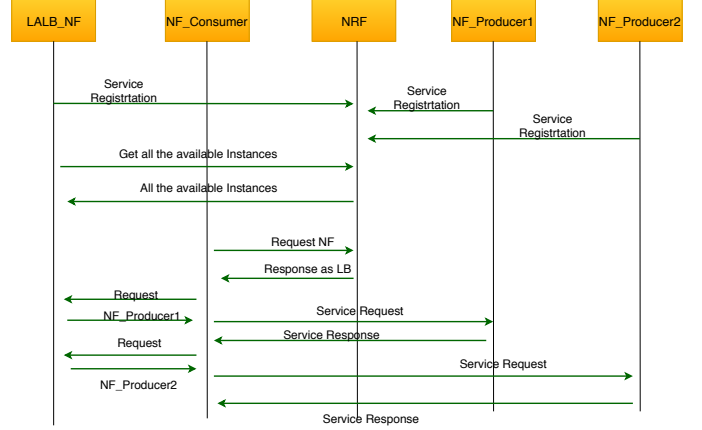 LALB_NF
NF_Consumer
NRF
NF_Producer1
NF_Producer2
Service
Registrtation
Service
Registrtation
Service
Registrtation
Get all the available Instances
All the available Instances
Request NF
Response as LB
Request
NF_Producer1
Service Request
Service Response
Request
Service Request
NF_Producer2
Service Response